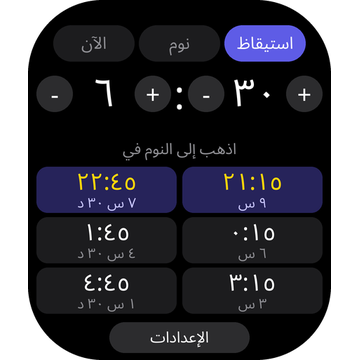 استيقاظ نوم الآن
- ٦ + : - ٣٠ +
اذهب إلى النوم في
٢١:١٥
٩ س
٢٢:٤٥
٧ س ٣٠ د
٠:١٥
٦ س
١:٤٥
٤ س ٣٠ د
٣:١٥
٣ س
٤:٤٥
١ س ٣٠ د
الإعدادات